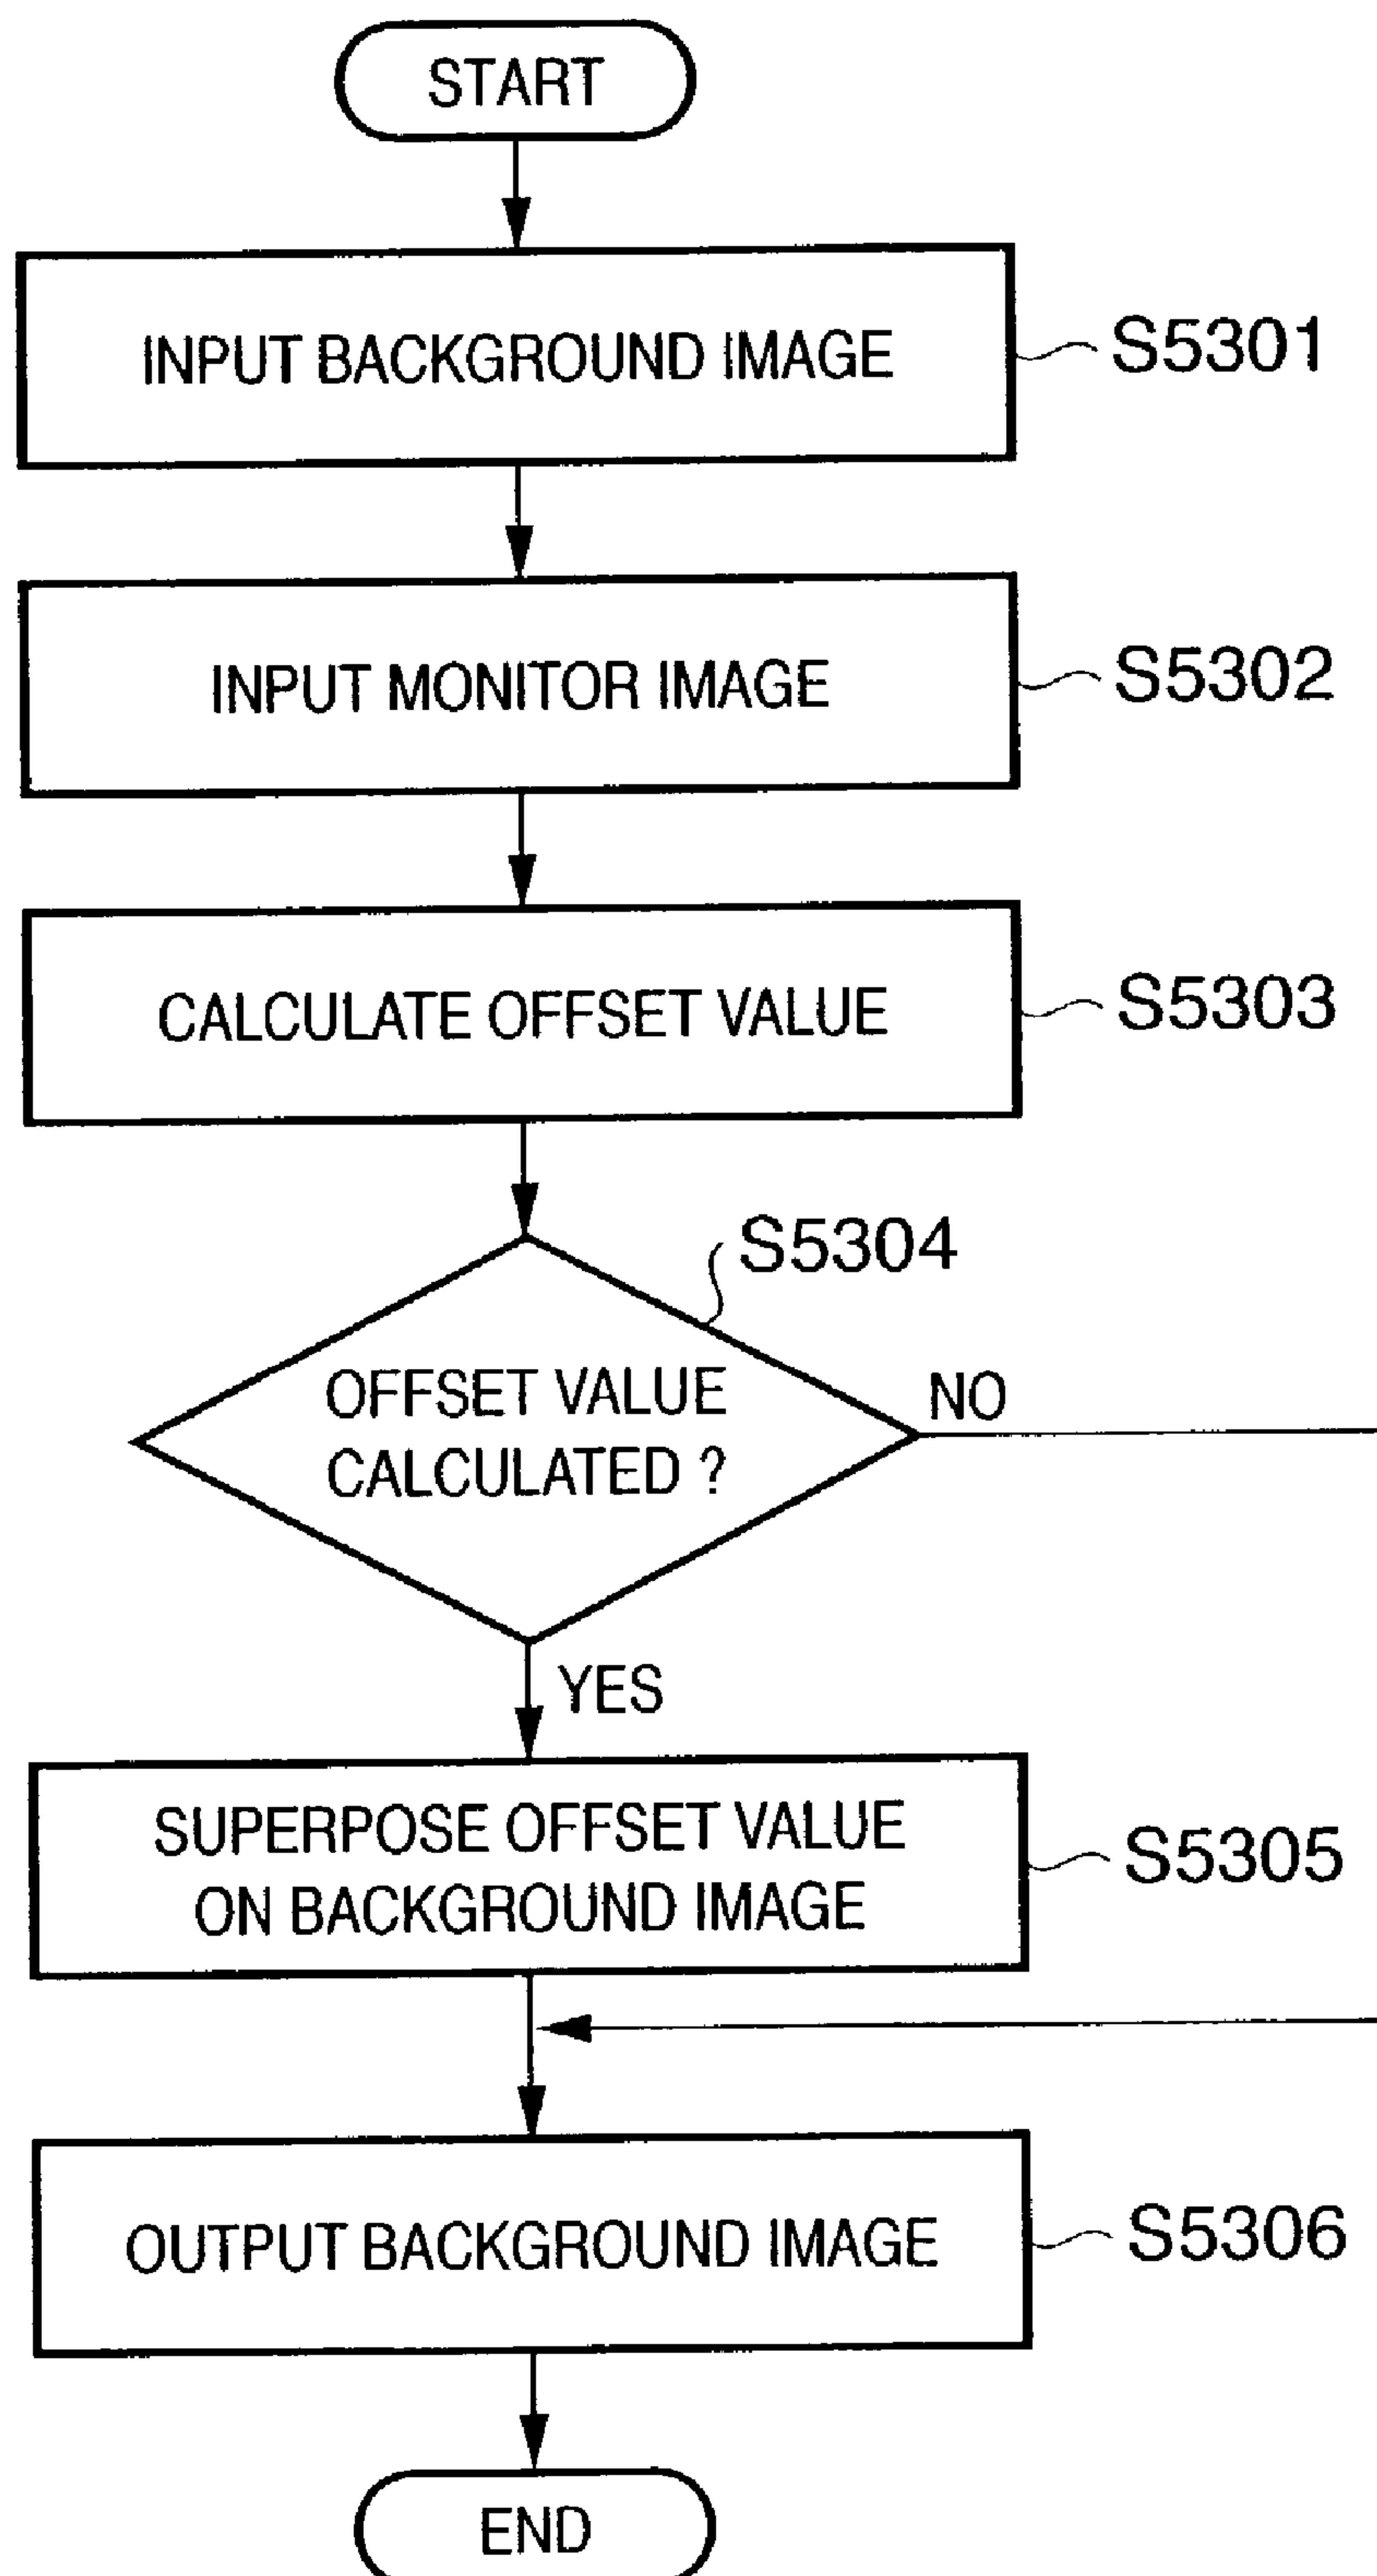 START
INPUT BACKGROUND IMAGE
S5301
INPUT MONITOR IMAGE
S5302
CALCULATE OFFSET VALUE
S5303
S5304
OFFSET VALUE
CALCULATED ?
NO
YES
SUPERPOSE OFFSET VALUE
ON BACKGROUND IMAGE
S5305
OUTPUT BACKGROUND IMAGE
S5306
END